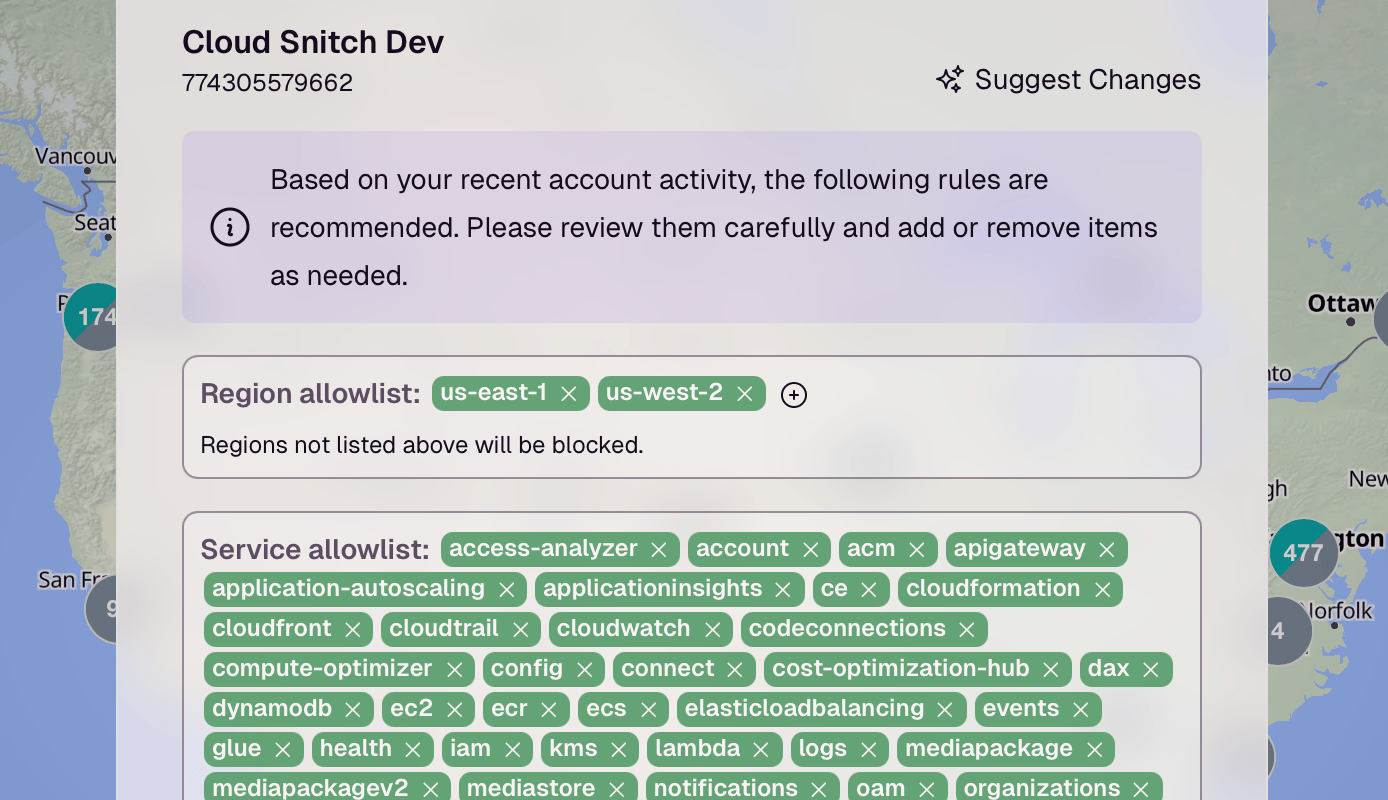 Cloud Snitch Dev
774305579662
Suggest Changes
Based on your recent account activity, the following rules are
recommended. Please review them carefully and add or remove items
as needed.
Region allowlist: us-east-1 us-west-2
Regions not listed above will be blocked.
Service allowlist: access-analyzer account acm apigateway
application-autoscaling applicationinsights ce cloudformation
cloudfront cloudtrail cloudwatch codeconnections
compute-optimizer config connect cost-optimization-hub dax
dynamodb ec2 ecr ecs elasticloadbalancing events
glue health iam kms lambda logs mediapackage
mediapackagev2 mediastore notifications oam organizations
Vancouv
Seat
174
San Fra
9
Ottaw
nto
gh
New
477
gton
Norfolk
4